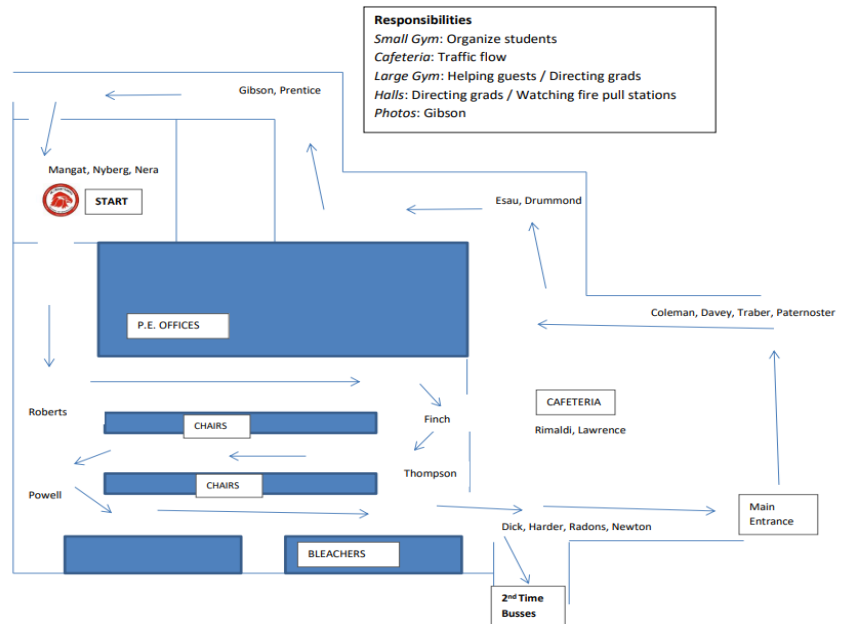 Responsibilities
Small Gym: Organize students
Cafeteria: Traffic flow
Large Gym: Helping guests / Directing grads
Halls: Directing grads / Watching fire pull stations
Photos: Gibson
Gibson, Prentice
Mangat, Nyberg, Nera
START
Esau, Drummond
P.E. OFFICES
Coleman, Davey, Traber, Paternoster
Roberts
CHAIRS
Finch
CAFETERIA
Rimaldi, Lawrence
Thompson
CHAIRS
Powell
Main
Entrance
Dick, Harder, Radons, Newton
BLEACHERS
2nd Time
Busses